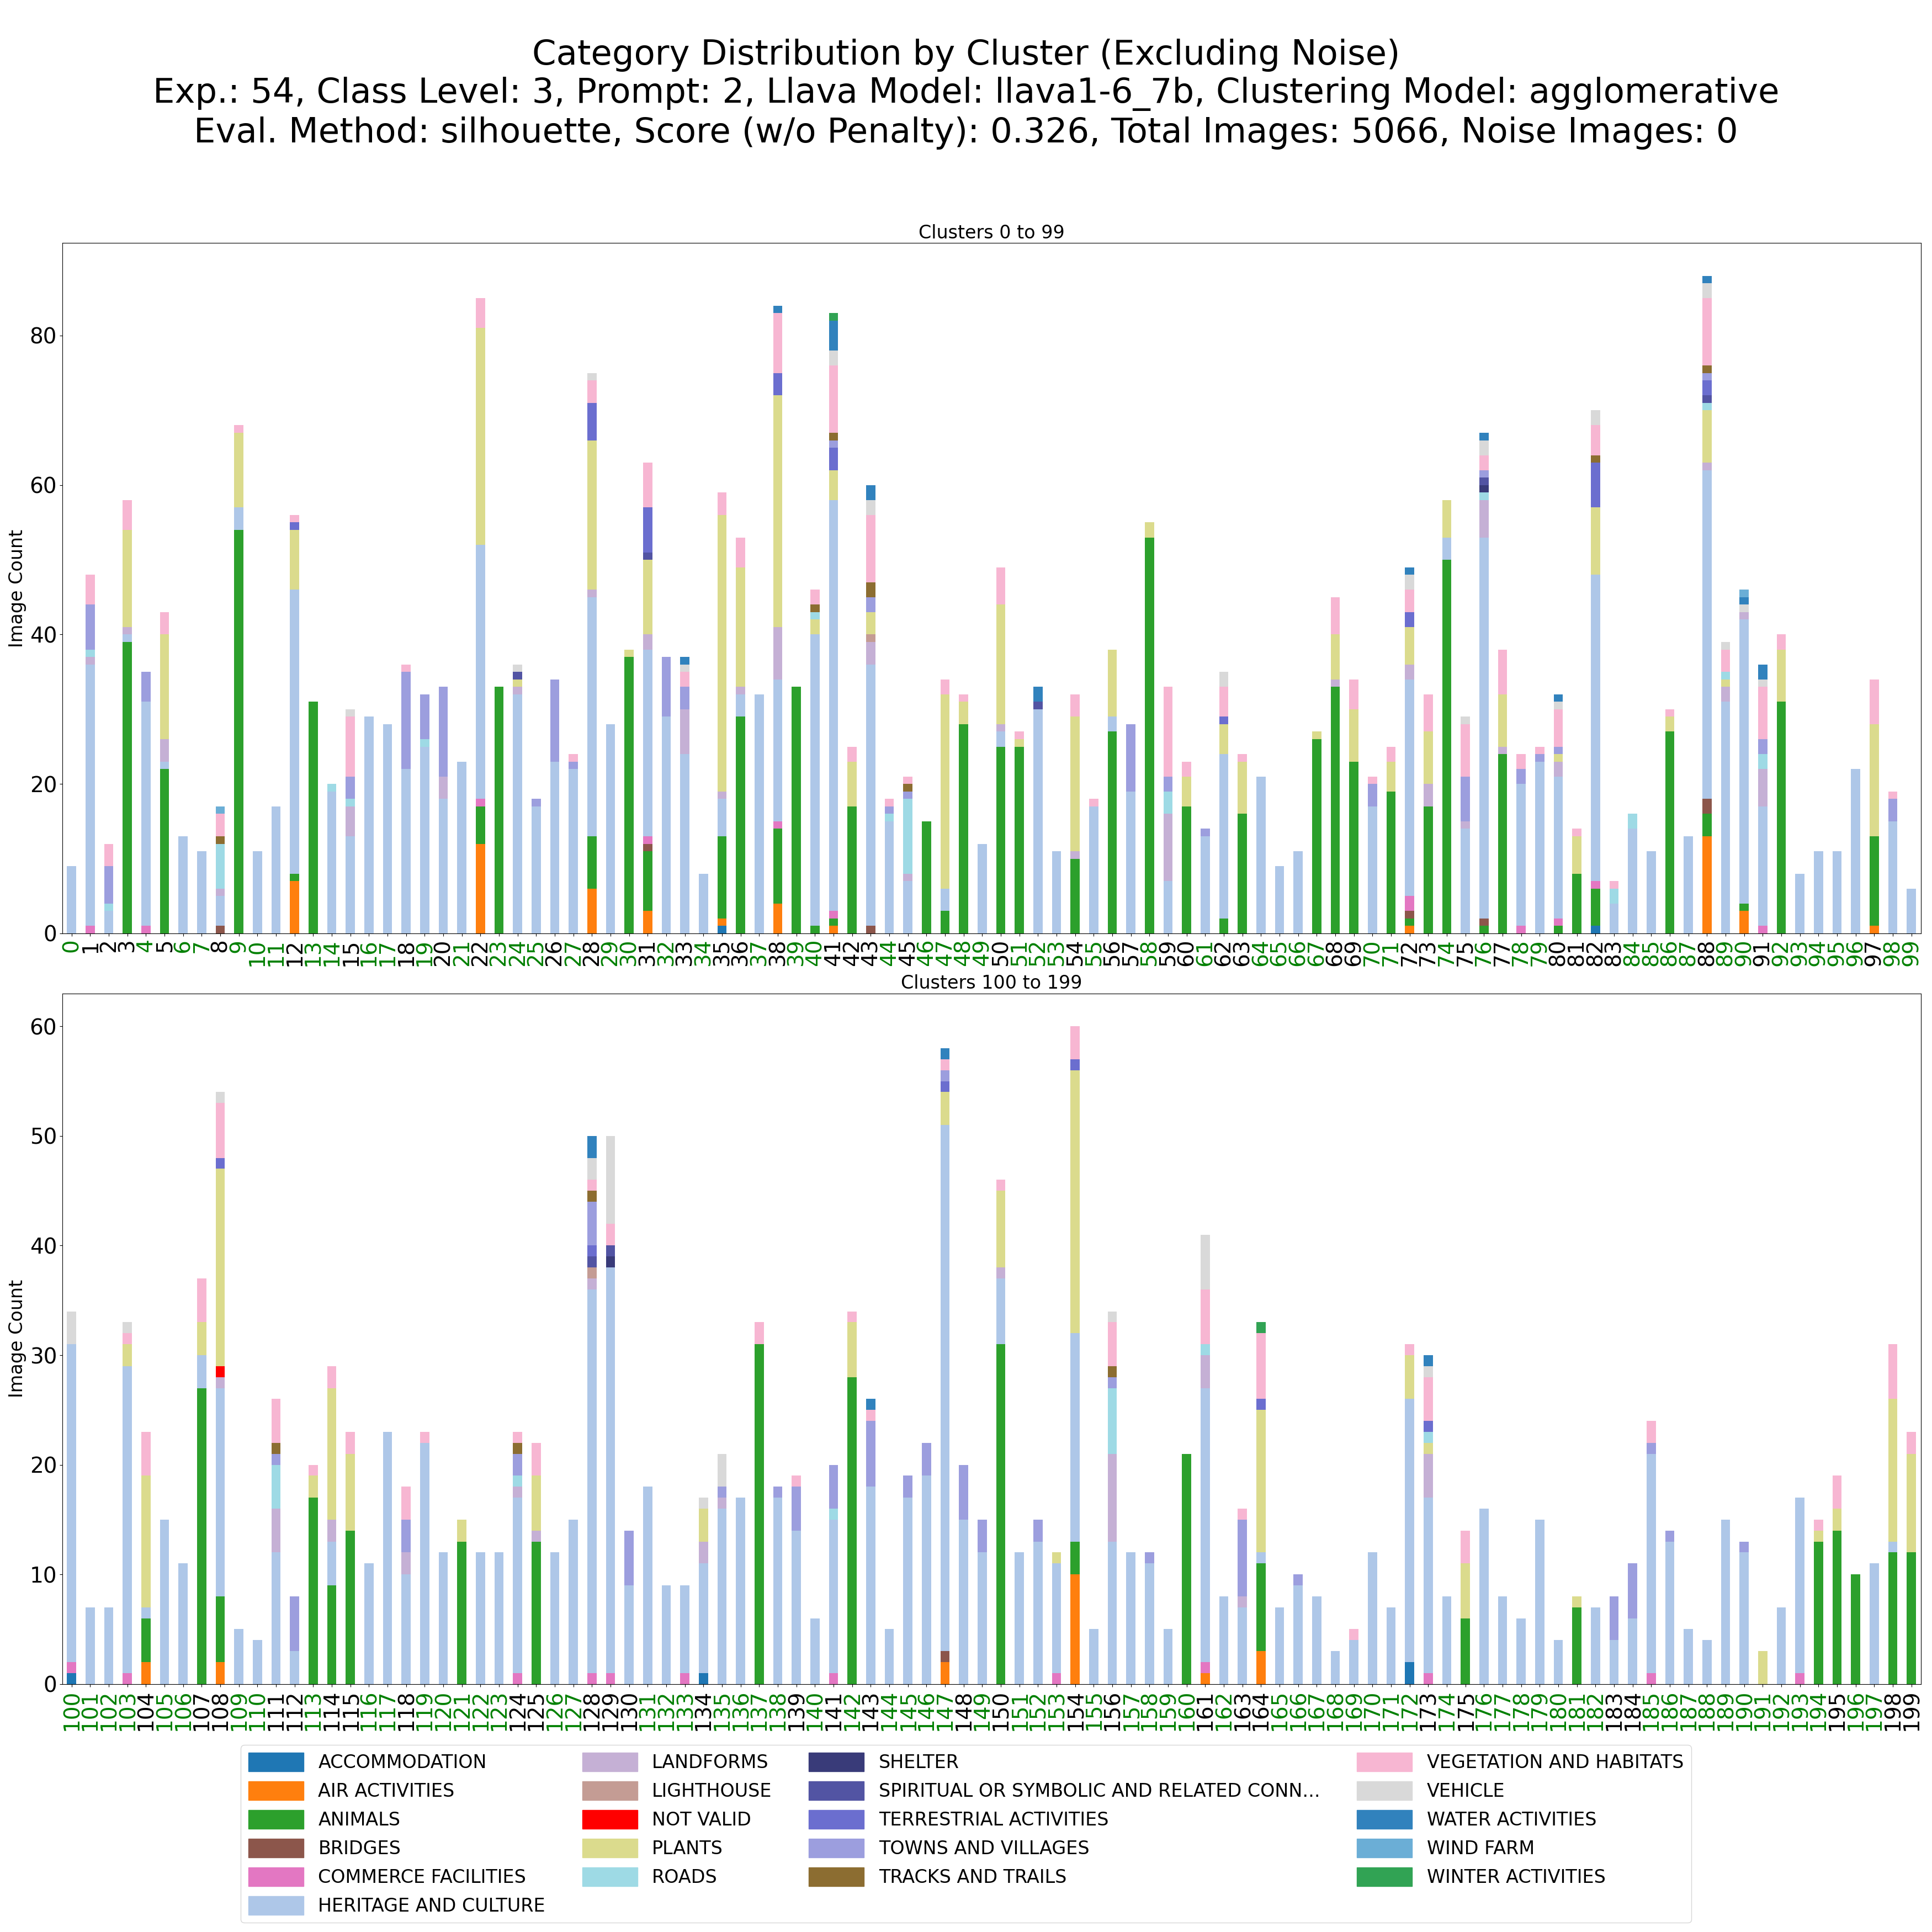 Category Distribution by Cluster (Excluding Noise)
Exp.: 54, Class Level: 3, Prompt: 2, Llava Model: llava1-6_7b, Clustering Model: agglomerative
Eval. Method: silhouette, Score (w/o Penalty): 0.326, Total Images: 5066, Noise Images: 0
Clusters 0 to 99
Image Count
80
60
40
20
0
0 1 2 3 4 5 6 7 8 9 10 11 12 13 14 15 16 17 18 19 20 21 22 23 24 25 26 27 28 29 30 31 32 33 34 35 36 37 38 39 40 41 42 43 44 45 46 47 48 49 50 51 52 53 54 55 56 57 58 59 60 61 62 63 64 65 66 67 68 69 70 71 72 73 74 75 76 77 78 79 80 81 82 83 84 85 86 87 88 89 90 91 92 93 94 95 96 97 98 99
Clusters 100 to 199
Image Count
60
50
40
30
20
10
0
100 101 102 103 104 105 106 107 108 109 110 111 112 113 114 115 116 117 118 119 120 121 122 123 124 125 126 127 128 129 130 131 132 133 134 135 136 137 138 139 140 141 142 143 144 145 146 147 148 149 150 151 152 153 154 155 156 157 158 159 160 161 162 163 164 165 166 167 168 169 170 171 172 173 174 175 176 177 178 179 180 181 182 183 184 185 186 187 188 189 190 191 192 193 194 195 196 197 198 199
ACCOMMODATION
AIR ACTIVITIES
ANIMALS
BRIDGES
COMMERCE FACILITIES
HERITAGE AND CULTURE
LANDFORMS
LIGHTHOUSE
NOT VALID
PLANTS
ROADS
SHELTER
SPIRITUAL OR SYMBOLIC AND RELATED CONN...
TERRESTRIAL ACTIVITIES
TOWNS AND VILLAGES
TRACKS AND TRAILS
VEGETATION AND HABITATS
VEHICLE
WATER ACTIVITIES
WIND FARM
WINTER ACTIVITIES